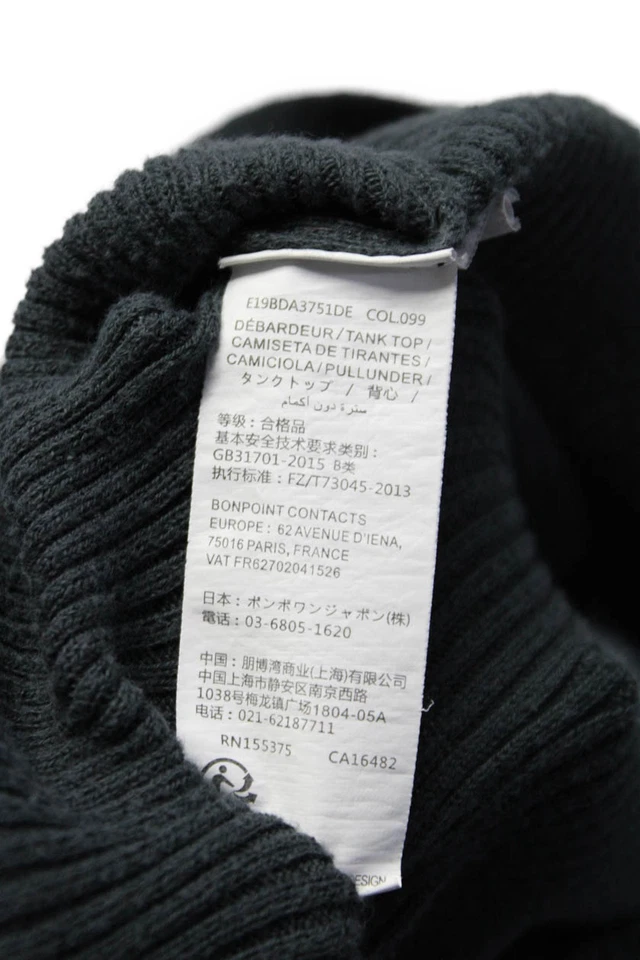 E19BDA3751DE COL.099
DÉBARDEUR/TANK TOP/
CAMISETA DE TIRANTES/
CAMICIOLA/PULLUNDER/
タンクトップ / 背心 /
سترة دون أكمام
等级：合格品
基本安全技术要求类别：
GB31701-2015 B类
执行标准：FZ/T73045-2013
BONPOINT CONTACTS
EUROPE: 62 AVENUE D'IENA,
75016 PARIS, FRANCE
VAT FR62702041526
日本：ボンポワンジャポン(株)
電話：03-6805-1620
中国：朋博湾商业(上海)有限公司
中国上海市静安区南京西路
1038号梅龙镇广场1804-05A
电话：021-62187711
RN155375 CA16482
DESIGN